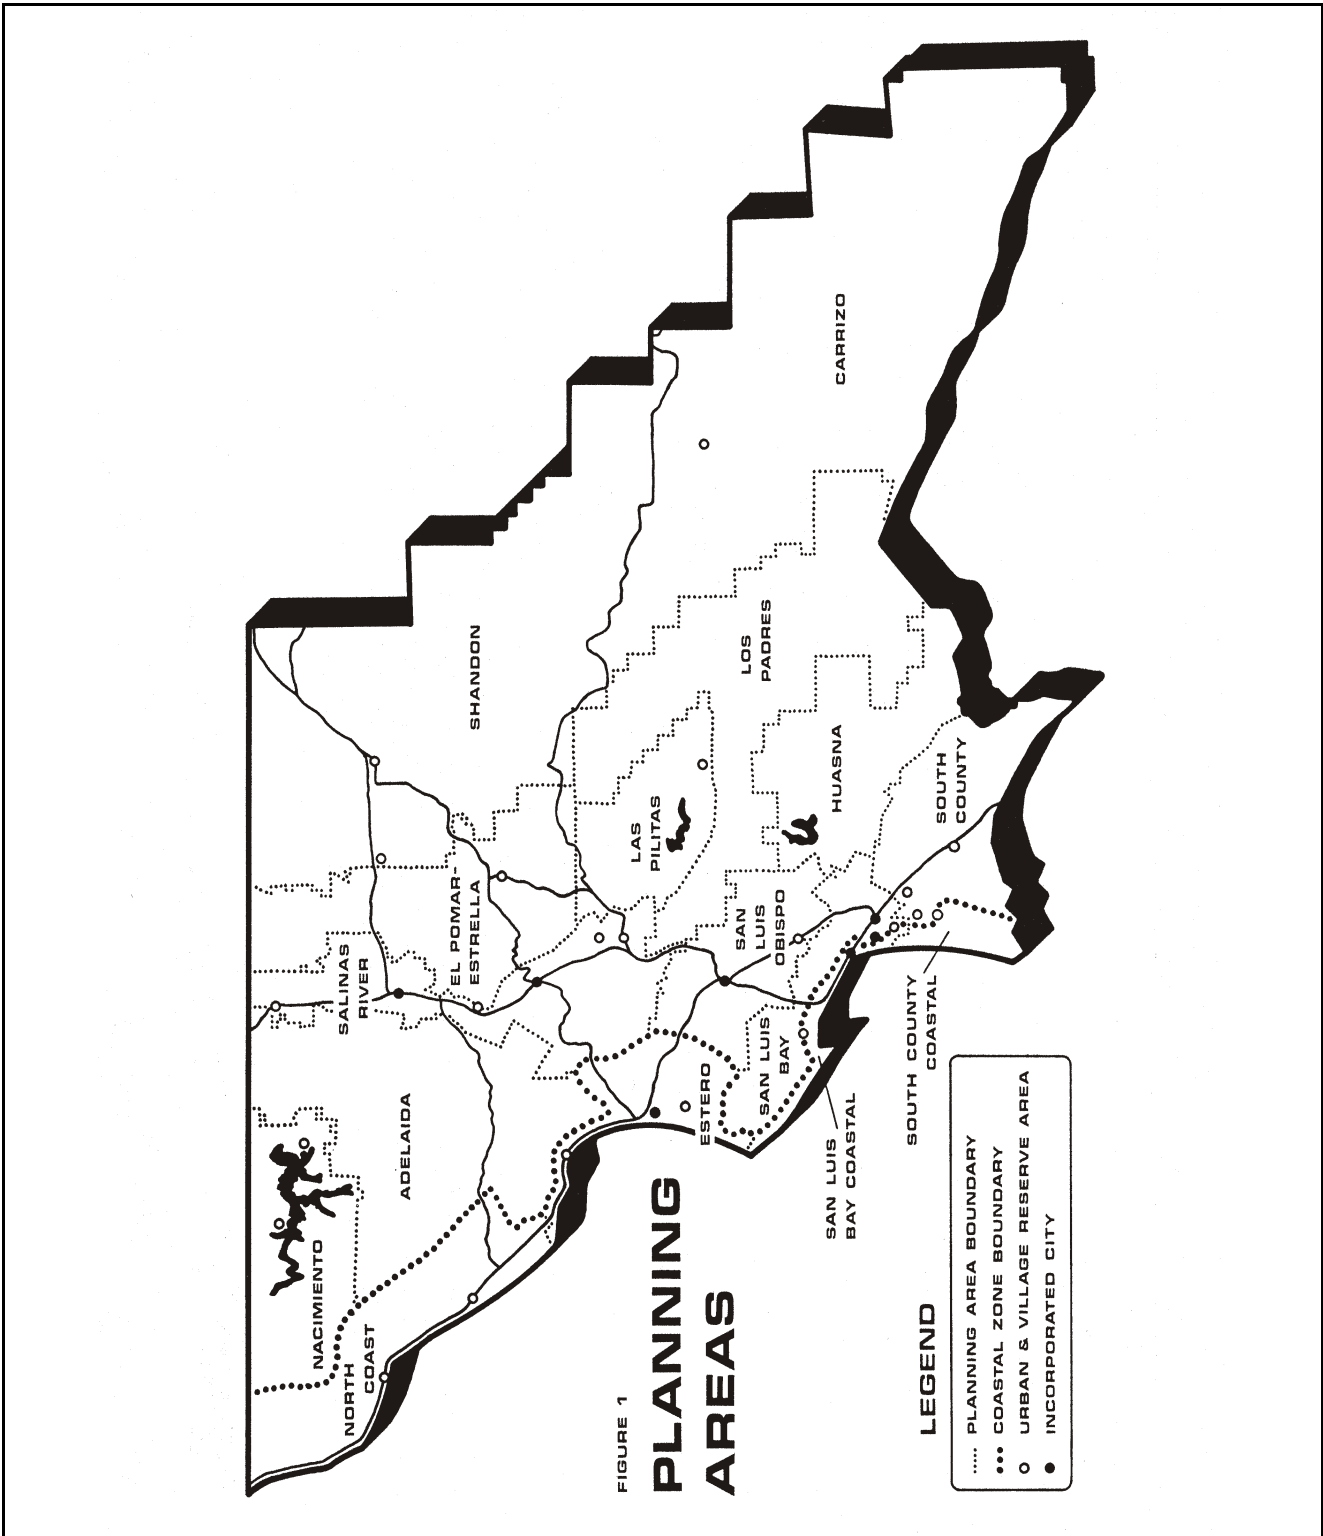 NACIMIENTO
NORTH
COAST
ADELAIDA
SALINAS
RIVER
EL POMAR-
ESTRELLA
SHANDON
LAS
PILITAS
LOS
PADRES
CARRIZO
HUASNA
SAN
LUIS
OBISPO
ESTERO
SAN LUIS
BAY
SAN LUIS
BAY COASTAL
SOUTH
COUNTY
SOUTH COUNTY
COASTAL
FIGURE 1
PLANNING
AREAS
LEGEND
PLANNING AREA BOUNDARY
COASTAL ZONE BOUNDARY
URBAN & VILLAGE RESERVE AREA
INCORPORATED CITY